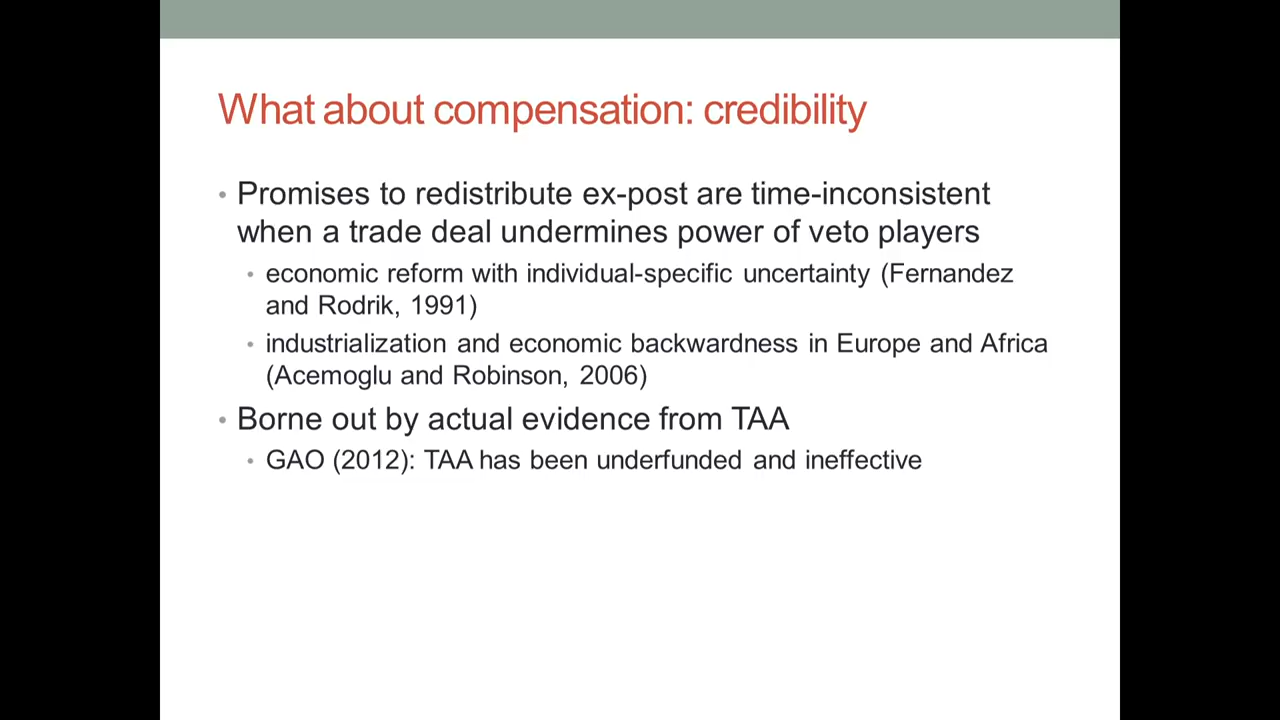 What about compensation: credibility
• Promises to redistribute ex-post are time-inconsistent
when a trade deal undermines power of veto players
• economic reform with individual-specific uncertainty (Fernandez
and Rodrik, 1991)
• industrialization and economic backwardness in Europe and Africa
(Acemoglu and Robinson, 2006)
• Borne out by actual evidence from TAA
• GAO (2012): TAA has been underfunded and ineffective